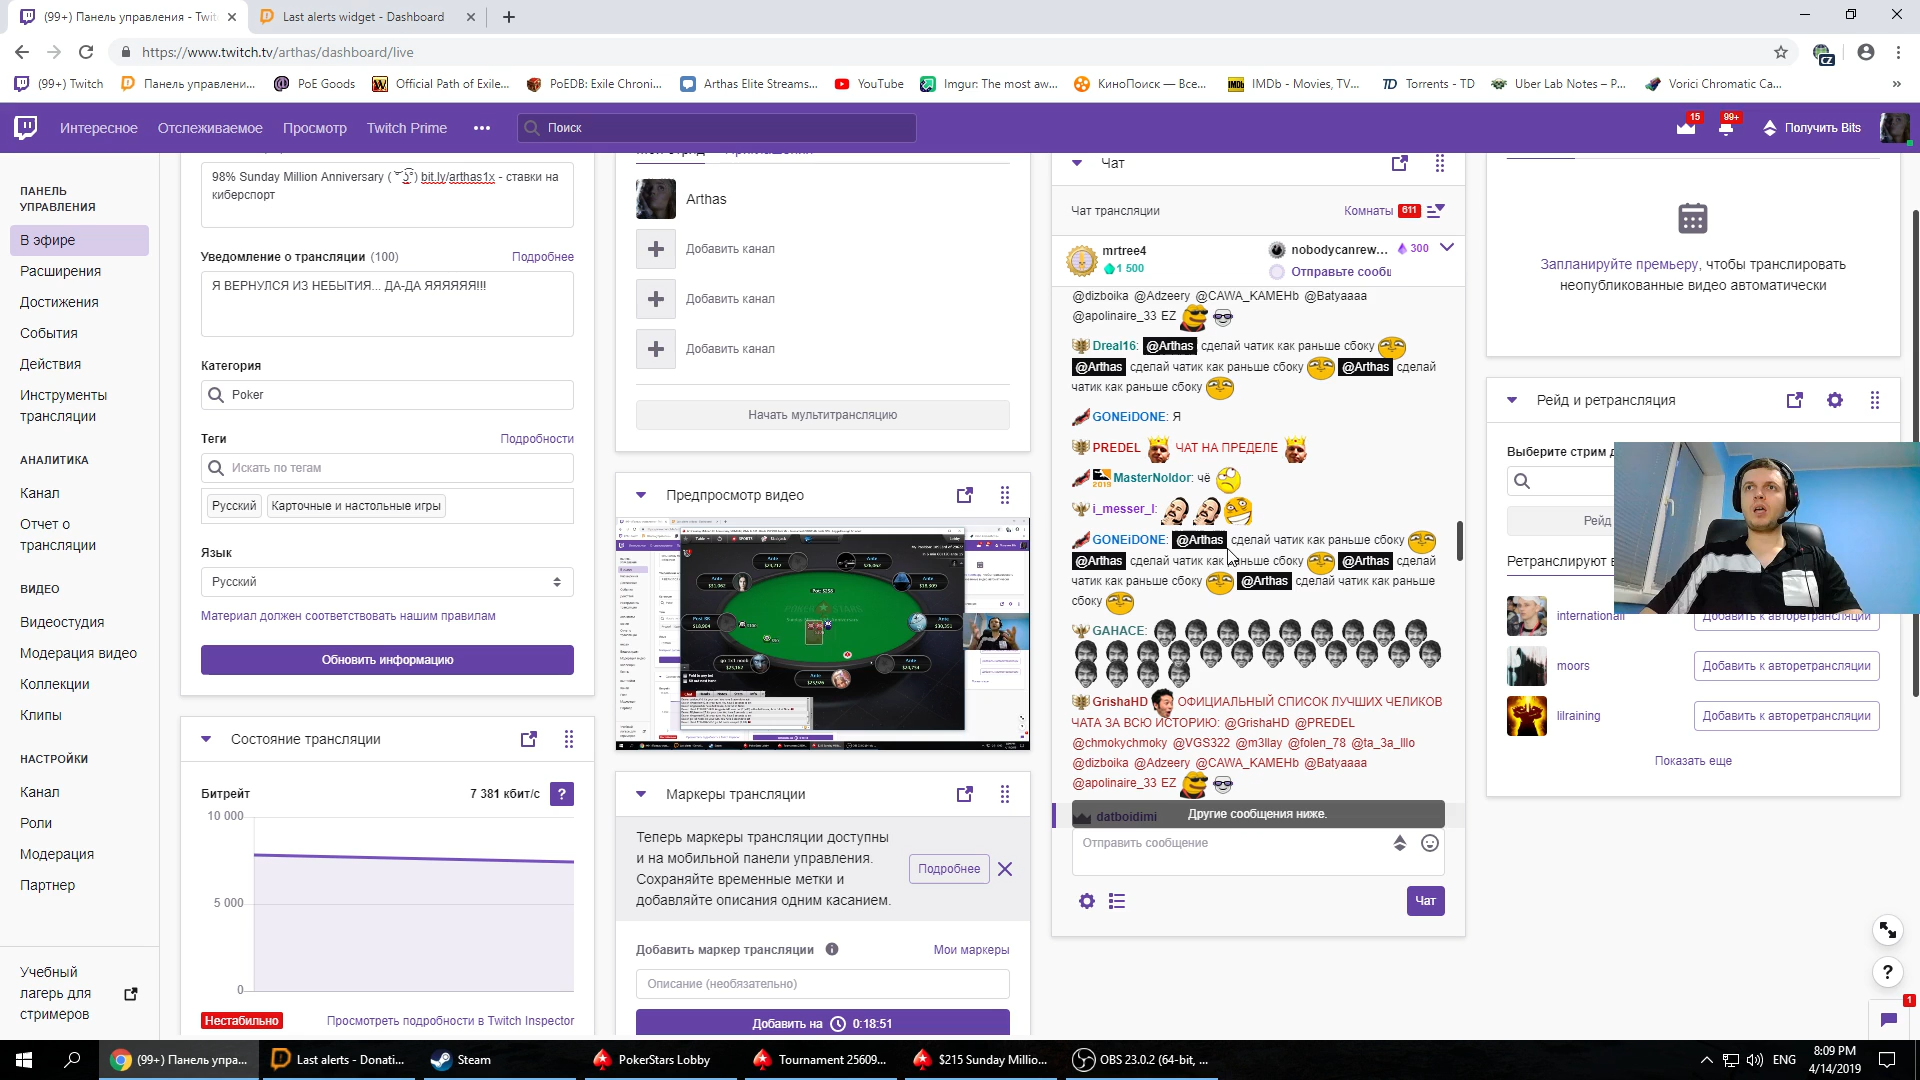 (99+) Панель управления - Twit
Last alerts widget - Dashboard
https://www.twitch.tv/arthas/dashboard/live
(99+) Twitch
Панель управлени...
PoE Goods
Official Path of Exile...
PoEDB: Exile Chroni...
Arthas Elite Streams...
YouTube
Imgur: The most aw...
КиноПоиск — Все...
IMDb - Movies, TV...
Torrents - TD
Uber Lab Notes – P...
Vorici Chromatic Ca...
Интересное
Отслеживаемое
Просмотр
Twitch Prime
Поиск
15
99+
Получить Bits
ПАНЕЛЬ
УПРАВЛЕНИЯ
В эфире
Расширения
Достижения
События
Действия
Инструменты
трансляции
АНАЛИТИКА
Канал
Отчет о
трансляции
ВИДЕО
Видеостудия
Модерация видео
Коллекции
Клипы
НАСТРОЙКИ
Канал
Роли
Модерация
Партнер
Учебный
лагерь для
стримеров
98% Sunday Million Anniversary ( ͡° ͜ʖ ͡°) bit.ly/arthas1x - ставки на
киберспорт
Уведомление о трансляции (100)
Подробнее
Я ВЕРНУЛСЯ ИЗ НЕБЫТИЯ... ДА-ДА ЯЯЯЯЯЯ!!!
Категория
Poker
Теги
Подробности
Искать по тегам
Русский
Карточные и настольные игры
Язык
Русский
Материал должен соответствовать нашим правилам
Обновить информацию
Состояние трансляции
Битрейт
7 381 кбит/с
?
10 000
5 000
0
Нестабильно
Просмотреть подробности в Twitch Inspector
Arthas
Добавить канал
Добавить канал
Добавить канал
Начать мультитрансляцию
Предпросмотр видео
Маркеры трансляции
Теперь маркеры трансляции доступны
и на мобильной панели управления.
Сохраняйте временные метки и
добавляйте описания одним касанием.
Подробнее
Добавить маркер трансляции
Мои маркеры
Описание (необязательно)
Добавить на 0:18:51
Чат
Чат трансляции
Комнаты 611
mrtree4
1 500
nobodycanrew... 300
Отправьте сообщ
@dizboika @Adzeery @CAWA_KAMEHb @Batyaaaa
@apolinaire_33 EZ
Dreal16: @Arthas сделай чатик как раньше сбоку
@Arthas сделай чатик как раньше сбоку @Arthas сделай
чатик как раньше сбоку
GONEiDONE: Я
PREDEL ЧАТ НА ПРЕДЕЛЕ
2019 MasterNoldor: чё
i_messer_l:
GONEiDONE: @Arthas сделай чатик как раньше сбоку
@Arthas сделай чатик как раньше сбоку @Arthas сделай
чатик как раньше сбоку @Arthas сделай чатик как раньше
сбоку
GAHACE:
GrishaHD ОФИЦИАЛЬНЫЙ СПИСОК ЛУЧШИХ ЧЕЛИКОВ
ЧАТА ЗА ВСЮ ИСТОРИЮ: @GrishaHD @PREDEL
@chmokychmoky @VGS322 @m3llay @folen_78 @ta_3a_lllo
@dizboika @Adzeery @CAWA_KAMEHb @Batyaaaa
@apolinaire_33 EZ
datboidimi
Другие сообщения ниже.
Отправить сообщение
Чат
Запланируйте премьеру, чтобы транслировать
неопубликованные видео автоматически
Рейд и ретрансляция
Выберите стрим д
Рейд
Ретранслируют в
internationali
Добавить к авторетрансляции
moors
Добавить к авторетрансляции
lilraining
Добавить к авторетрансляции
Показать еще
?
1
(99+) Панель упра...
Last alerts - Donati...
Steam
PokerStars Lobby
Tournament 25609...
$215 Sunday Millio...
OBS 23.0.2 (64-bit, ...
ENG
8:09 PM
4/14/2019